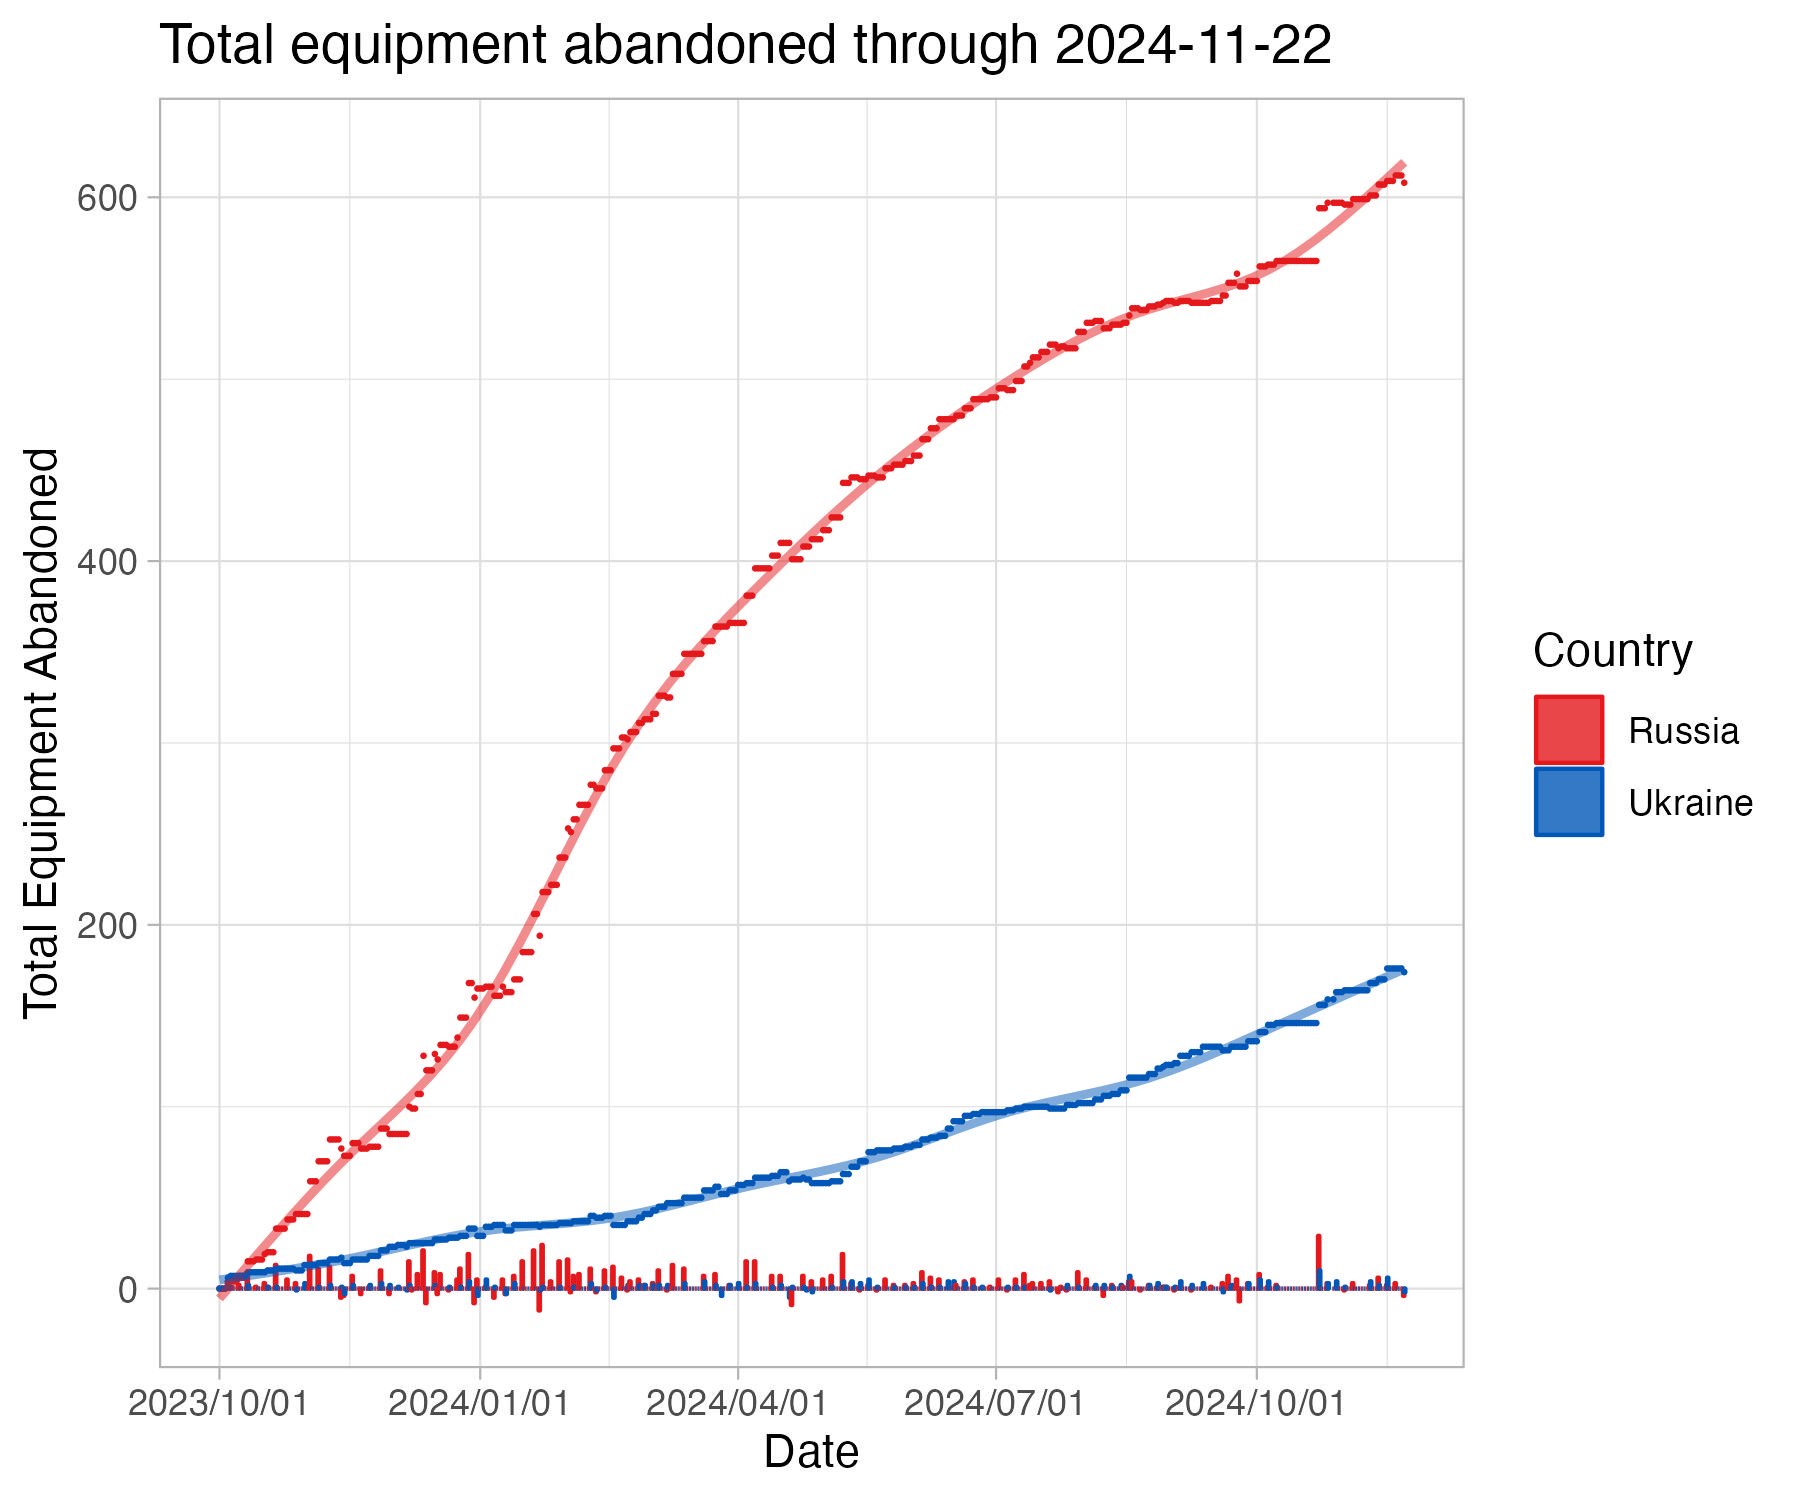 Total equipment abandoned through 2024-11-22
Total Equipment Abandoned
600
400
200
0
2023/10/01
2024/01/01
2024/04/01
2024/07/01
2024/10/01
Date
Country
Russia
Ukraine